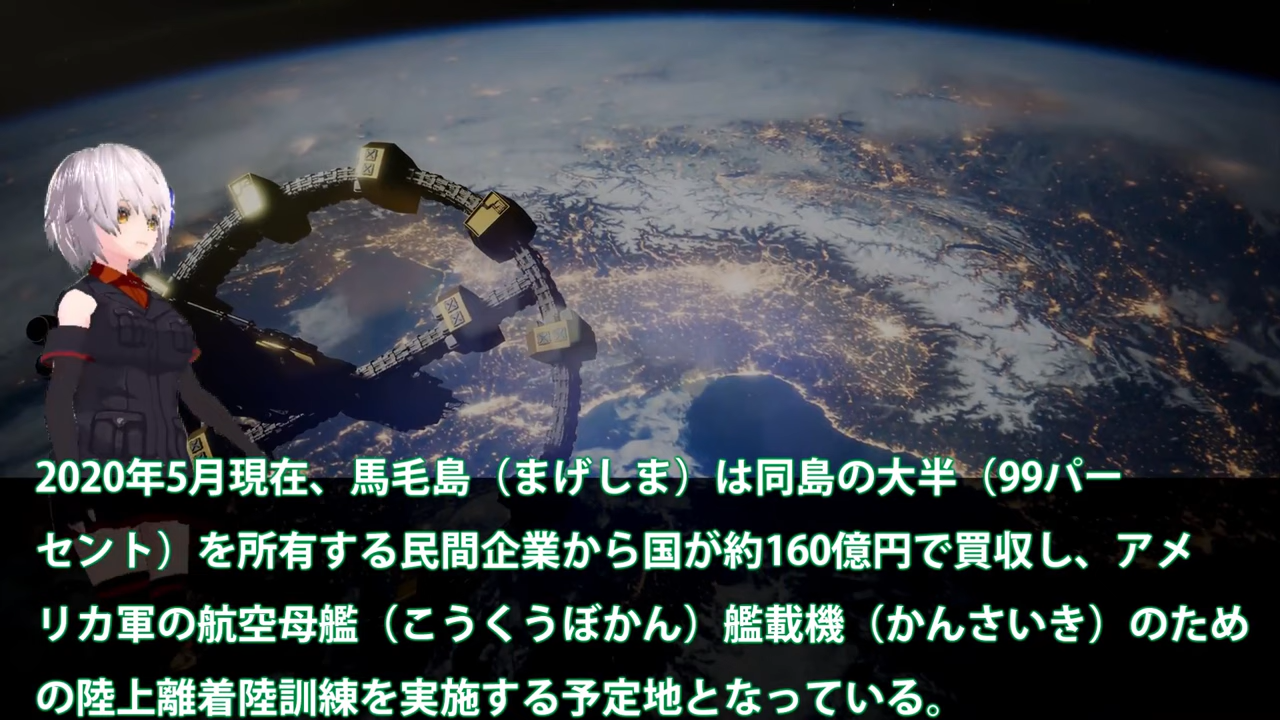 2020年5月現在、馬毛島（まげしま）は同島の大半（99パー
セント）を所有する民間企業から国が約160億円で買収し、アメ
リカ軍の航空母艦（こうくうぼかん）艦載機（かんさいき）のため
の陸上離着陸訓練を実施する予定地となっている。